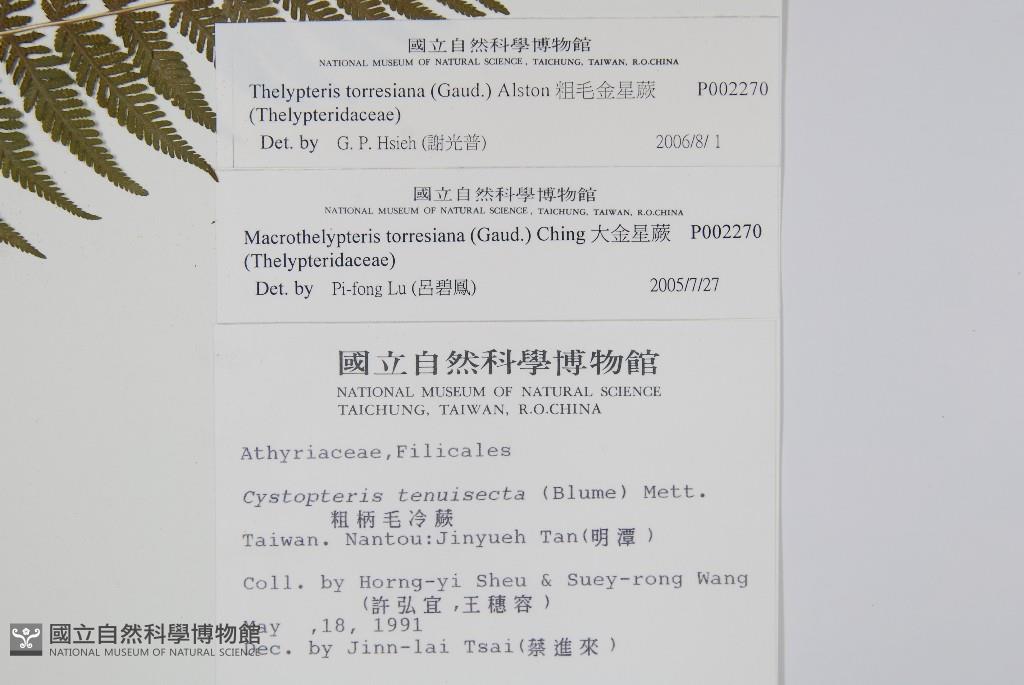 國立自然科學博物館
NATIONAL MUSEUM OF NATURAL SCIENCE, TAICHUNG, TAIWAN, R.O.CHINA
Thelypteris torresiana (Gaud.) Alston 粗毛金星蕨 P002270
(Thelypteridaceae)
Det. by G. P. Hsieh (謝光普) 2006/8/ 1
國立自然科學博物館
NATIONAL MUSEUM OF NATURAL SCIENCE, TAICHUNG, TAIWAN, R.O.CHINA
Macrothelypteris torresiana (Gaud.) Ching 大金星蕨 P002270
(Thelypteridaceae)
Det. by Pi-fong Lu (呂碧鳳) 2005/7/27
國立自然科學博物館
NATIONAL MUSEUM OF NATURAL SCIENCE
TAICHUNG, TAIWAN, R.O.CHINA
Athyriaceae,Filicales
Cystopteris tenuisecta (Blume) Mett.
粗柄毛冷蕨
Taiwan. Nantou:Jinyueh Tan(明潭)
Coll. by Horng-yi Sheu & Suey-rong Wang
(許弘宜,王穗容)
May ,18, 1991
Dec. by Jinn-lai Tsai(蔡進來)
國立自然科學博物館
NATIONAL MUSEUM OF NATURAL SCIENCE